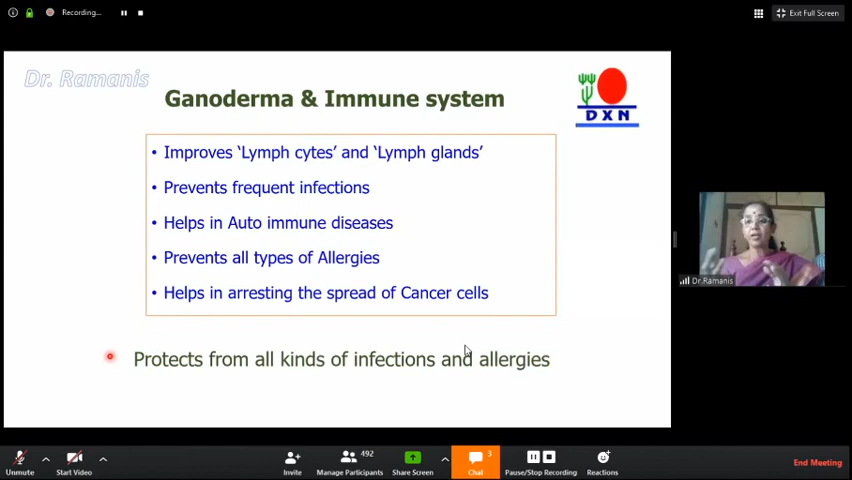 Recording...
Exit Full Screen
Dr. Ramanis
Ganoderma & Immune system
DXN
• Improves ‘Lymph cytes’ and ‘Lymph glands’
• Prevents frequent infections
• Helps in Auto immune diseases
• Prevents all types of Allergies
• Helps in arresting the spread of Cancer cells
Protects from all kinds of infections and allergies
Dr.Ramanis
Unmute
Start Video
Invite
492
Manage Participants
Share Screen
3
Chat
Pause/Stop Recording
Reactions
End Meeting